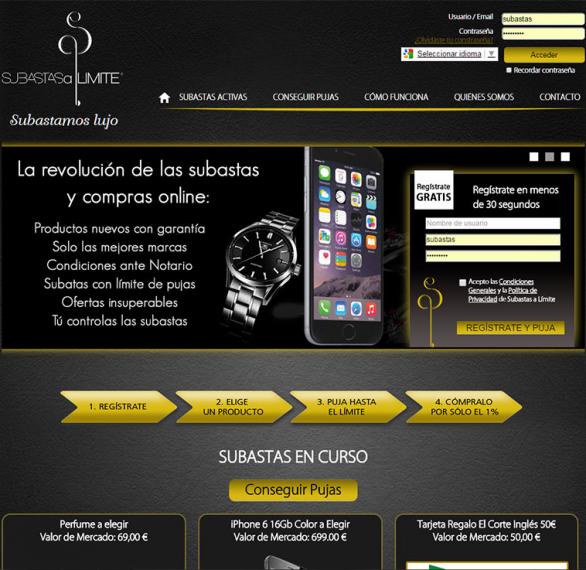 Usuario / Email
subastas
Contraseña
•••••••••
¿Olvidaste tu contraseña?
Seleccionar idioma ▼
Acceder
Recordar contraseña
SUBASTASaLIMITE®
Subastamos lujo
SUBASTAS ACTIVAS CONSEGUIR PUJAS CÓMO FUNCIONA QUIÉNES SOMOS CONTACTO
La revolución de las subastas
y compras online:
Productos nuevos con garantía
Solo las mejores marcas
Condiciones ante Notario
Subatas con límite de pujas
Ofertas insuperables
Tú controlas las subastas
Regístrate
GRATIS
Regístrate en menos
de 30 segundos
Nombre de usuario
subastas
•••••••••
Acepto las Condiciones
Generales y la Política de
Privacidad de Subastas a Límite
REGÍSTRATE Y PUJA
1. REGÍSTRATE
2. ELIGE
UN PRODUCTO
3. PUJA HASTA
EL LÍMITE
4. CÓMPRALO
POR SÓLO EL 1%
SUBASTAS EN CURSO
Conseguir Pujas
Perfume a elegir
Valor de Mercado: 69,00 €
iPhone 6 16Gb Color a Elegir
Valor de Mercado: 699.00 €
Tarjeta Regalo El Corte Inglés 50€
Valor de Mercado: 50,00 €